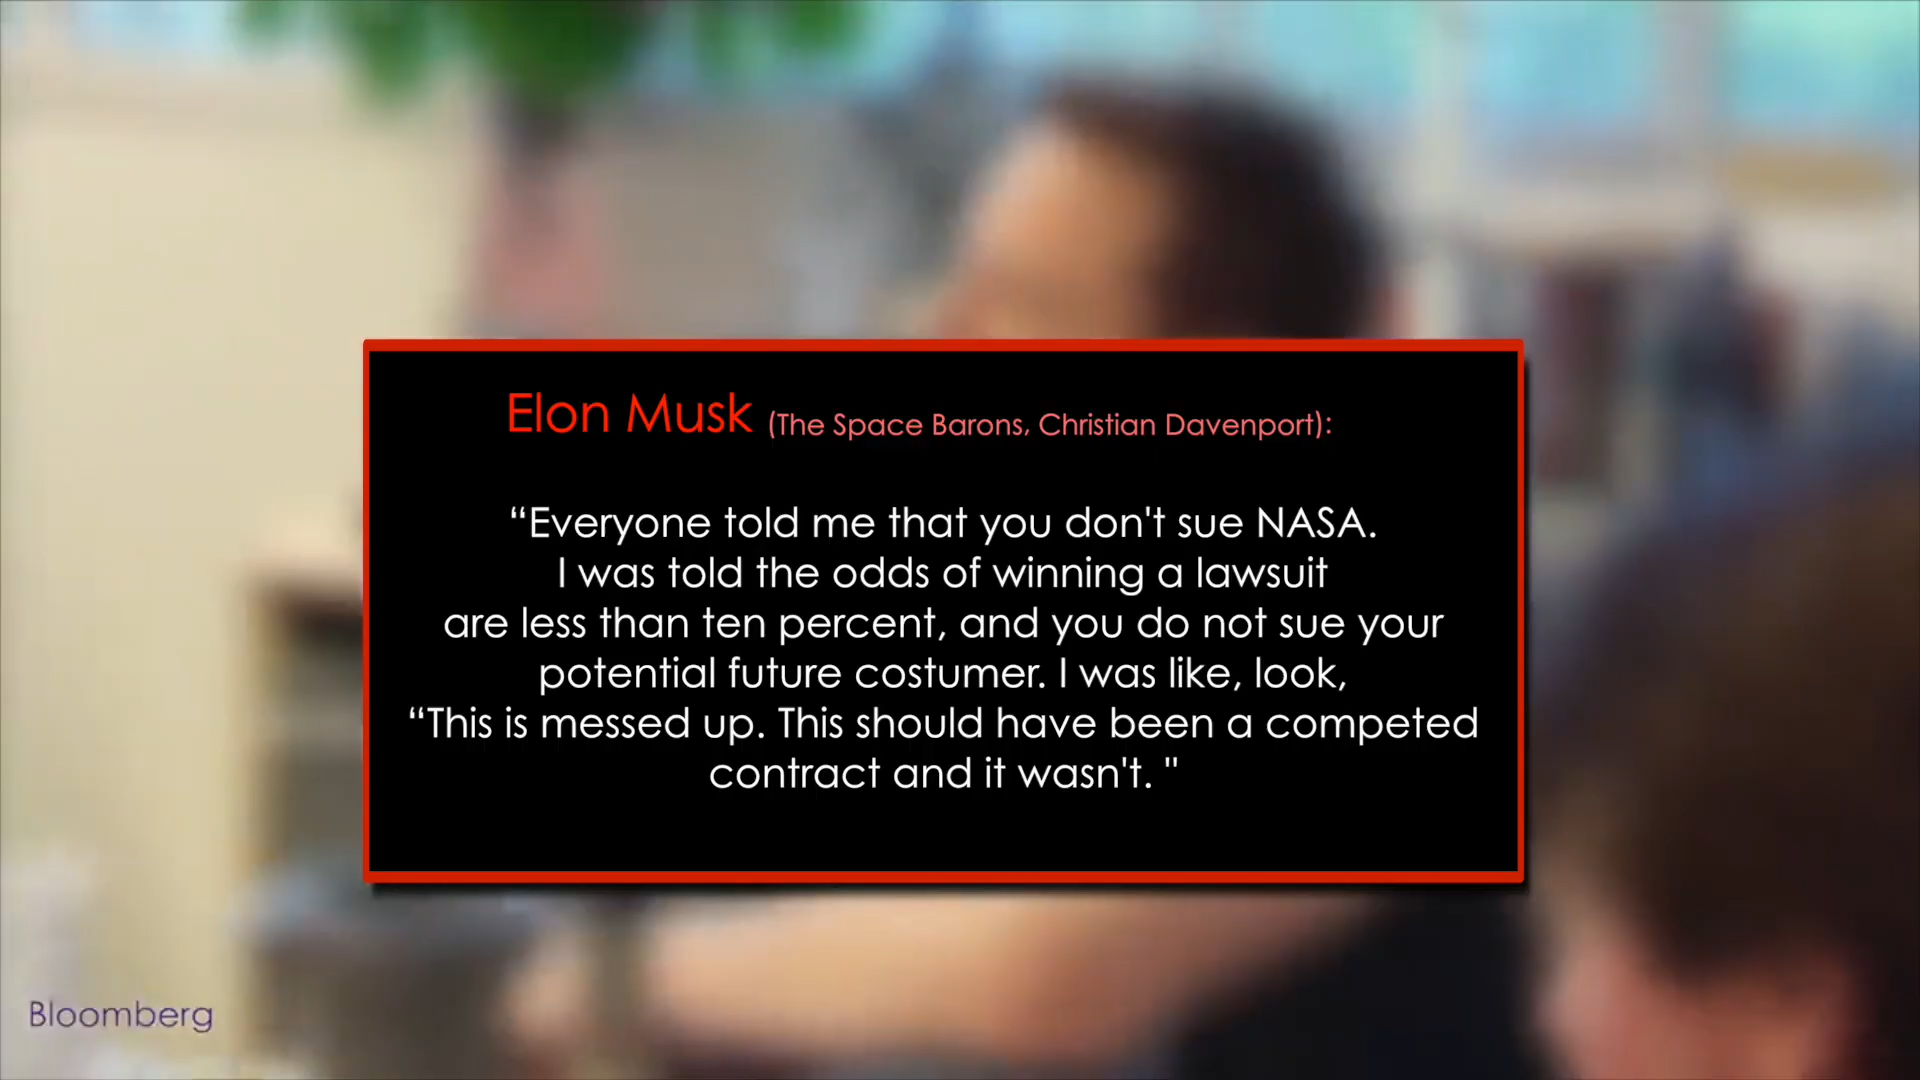 Elon Musk (The Space Barons, Christian Davenport):
“Everyone told me that you don't sue NASA.
I was told the odds of winning a lawsuit
are less than ten percent, and you do not sue your
potential future costumer. I was like, look,
“This is messed up. This should have been a competed
contract and it wasn't. "
Bloomberg